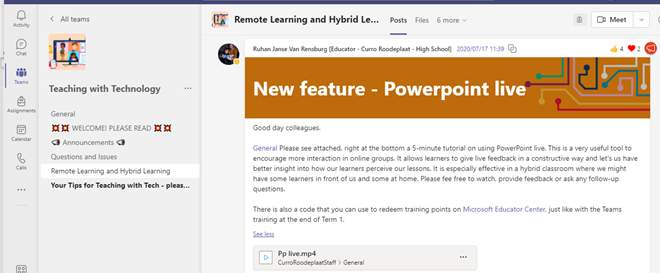 Activity
Chat
Teams
Assignments
Calendar
Calls
All teams
Teaching with Technology
General
WELCOME! PLEASE READ
Announcements
Questions and Issues
Remote Learning and Hybrid Learning
Your Tips for Teaching with Tech - pleas...
Remote Learning and Hybrid Le... Posts Files 6 more Meet
Ruhan Janse Van Rensburg [Educator - Curro Roodeplaat - High School] 2020/07/17 11:39 4 2
New feature - Powerpoint live
Good day colleagues.
General Please see attached, right at the bottom a 5-minute tutorial on using PowerPoint live. This is a very useful tool to
encourage more interaction in online groups. It allows learners to give live feedback in a constructive way and let's us have
better insight into how our learners perceive our lessons. It is especially effective in a hybrid classroom where we might
have some learners in front of us and some at home. Please fee free to watch, provide feedback or ask any follow-up
questions.
There is also a code that you can use to redeem training points on Microsoft Educator Center, just like with the Teams
training at the end of Term 1.
See less
Pp live.mp4
CurroRoodeplaatStaff > General